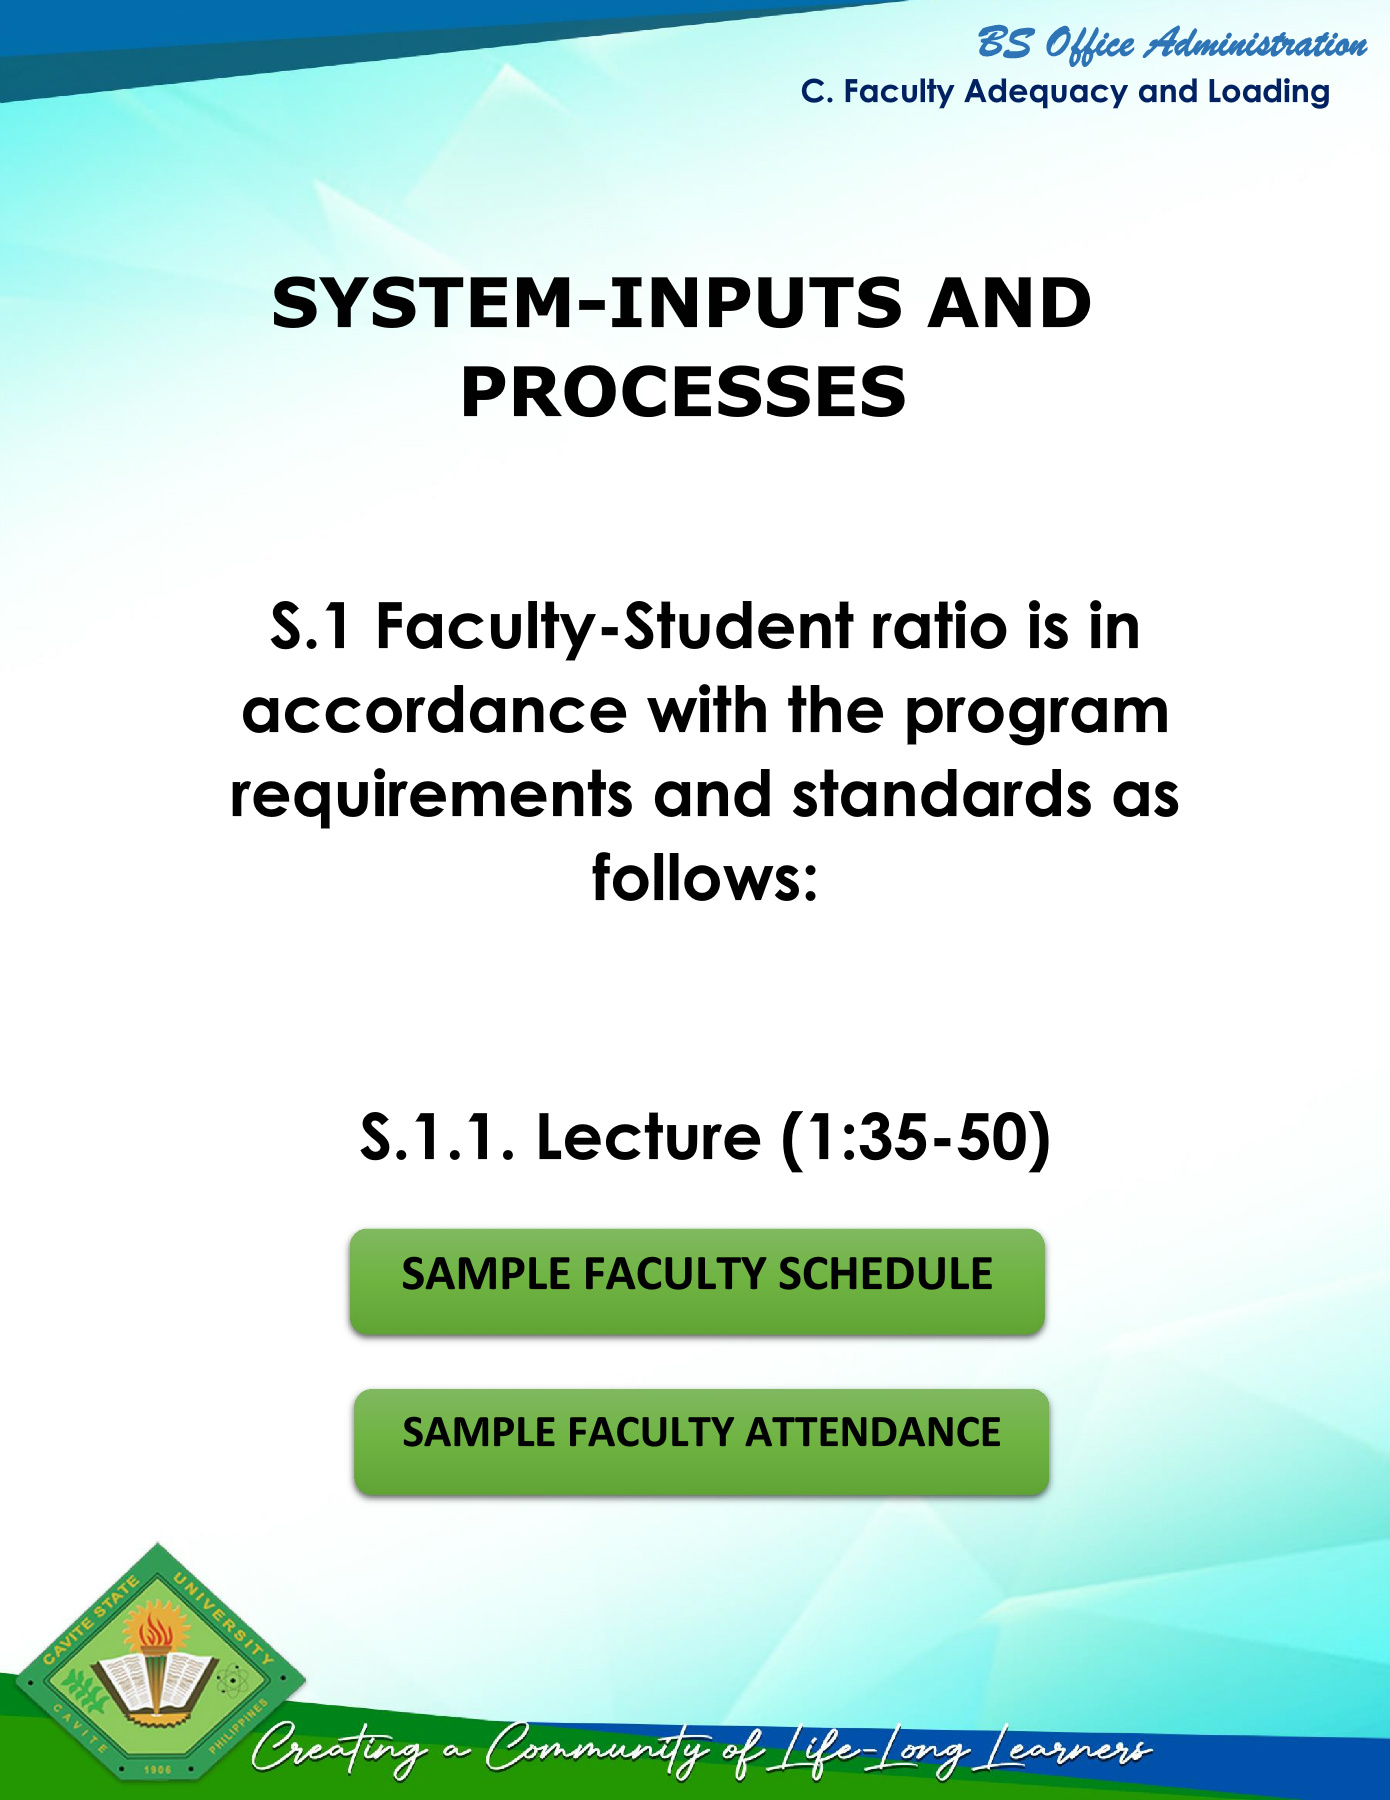 BS Office Administration
C. Faculty Adequacy and Loading
SYSTEM-INPUTS AND
PROCESSES
S.1 Faculty-Student ratio is in
accordance with the program
requirements and standards as
follows:
S.1.1. Lecture (1:35-50)
SAMPLE FACULTY SCHEDULE
SAMPLE FACULTY ATTENDANCE
CAVITE STATE UNIVERSITY
CAVITE
PHILIPPINES
1906
Creating a Community of Life-Long Learners